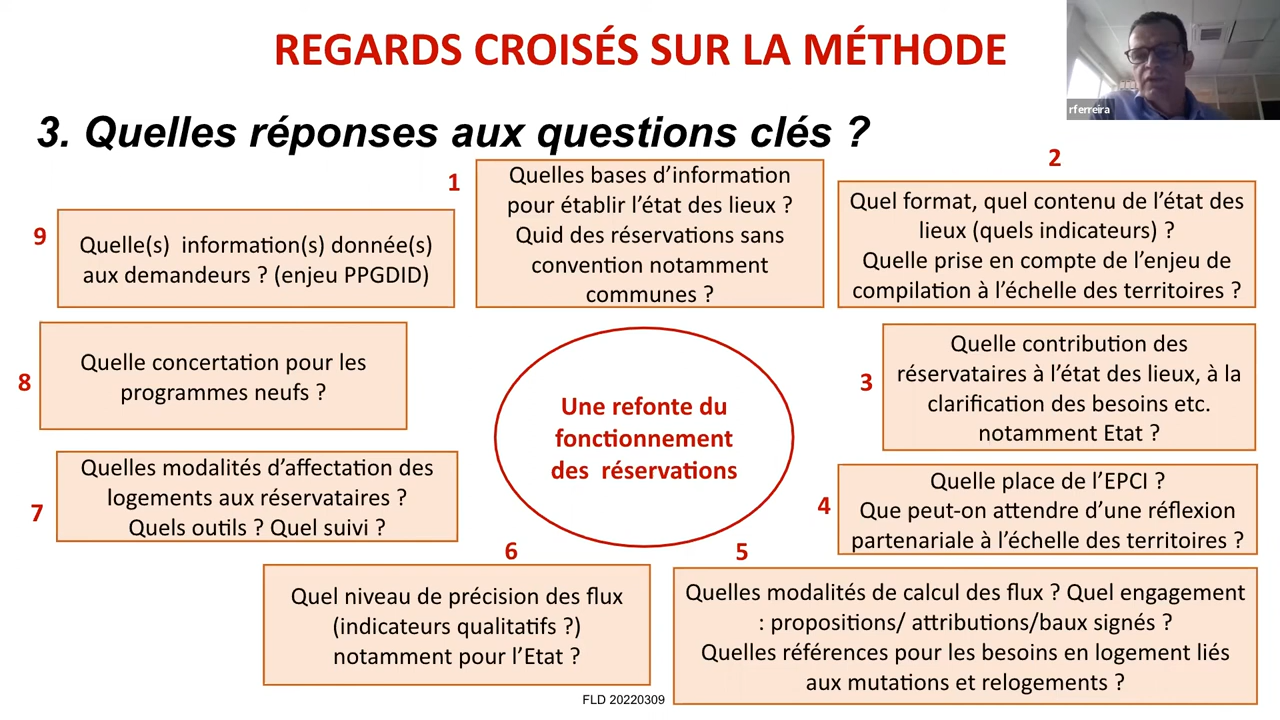 REGARDS CROISÉS SUR LA MÉTHODE
rferreira
3. Quelles réponses aux questions clés ?
1
Quelles bases d’information
pour établir l’état des lieux ?
Quid des réservations sans
convention notamment
communes ?
2
Quel format, quel contenu de l’état des
lieux (quels indicateurs) ?
Quelle prise en compte de l’enjeu de
compilation à l’échelle des territoires ?
3
Quelle contribution des
réservataires à l’état des lieux, à la
clarification des besoins etc.
notamment Etat ?
4
Quelle place de l’EPCI ?
Que peut-on attendre d’une réflexion
partenariale à l’échelle des territoires ?
5
Quelles modalités de calcul des flux ? Quel engagement
: propositions/ attributions/baux signés ?
Quelles références pour les besoins en logement liés
aux mutations et relogements ?
6
Quel niveau de précision des flux
(indicateurs qualitatifs ?)
notamment pour l’Etat ?
7
Quelles modalités d’affectation des
logements aux réservataires ?
Quels outils ? Quel suivi ?
8
Quelle concertation pour les
programmes neufs ?
9
Quelle(s) information(s) donnée(s)
aux demandeurs ? (enjeu PPGDID)
Une refonte du
fonctionnement
des réservations
FLD 20220309